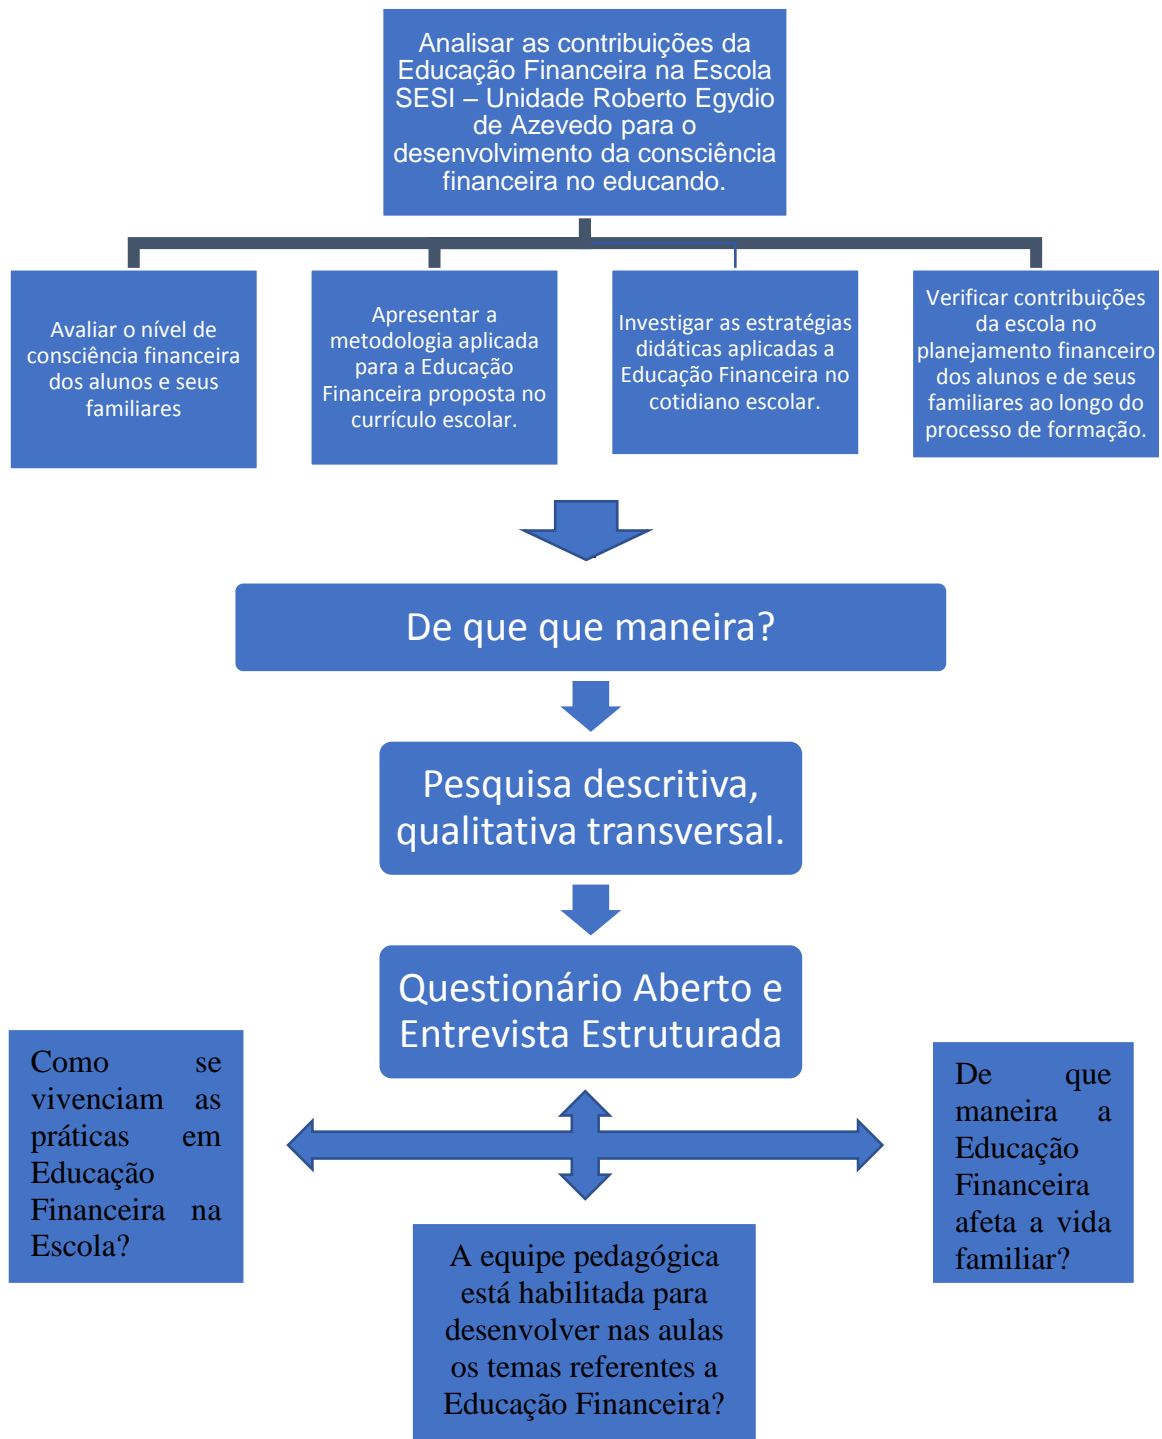 Analisar as contribuições da
Educação Financeira na Escola
SESI – Unidade Roberto Egydio
de Azevedo para o
desenvolvimento da consciência
financeira no educando.
Avaliar o nível de
consciência financeira
dos alunos e seus
familiares
Apresentar a
metodologia aplicada
para a Educação
Financeira proposta no
currículo escolar.
Investigar as estratégias
didáticas aplicadas a
Educação Financeira no
cotidiano escolar.
Verificar contribuições
da escola no
planejamento financeiro
dos alunos e de seus
familiares ao longo do
processo de formação.
De que que maneira?
Pesquisa descritiva,
qualitativa transversal.
Questionário Aberto e
Entrevista Estruturada
Como se
vivenciam as
práticas em
Educação
Financeira na
Escola?
A equipe pedagógica
está habilitada para
desenvolver nas aulas
os temas referentes a
Educação Financeira?
De que
maneira a
Educação
Financeira
afeta a vida
familiar?